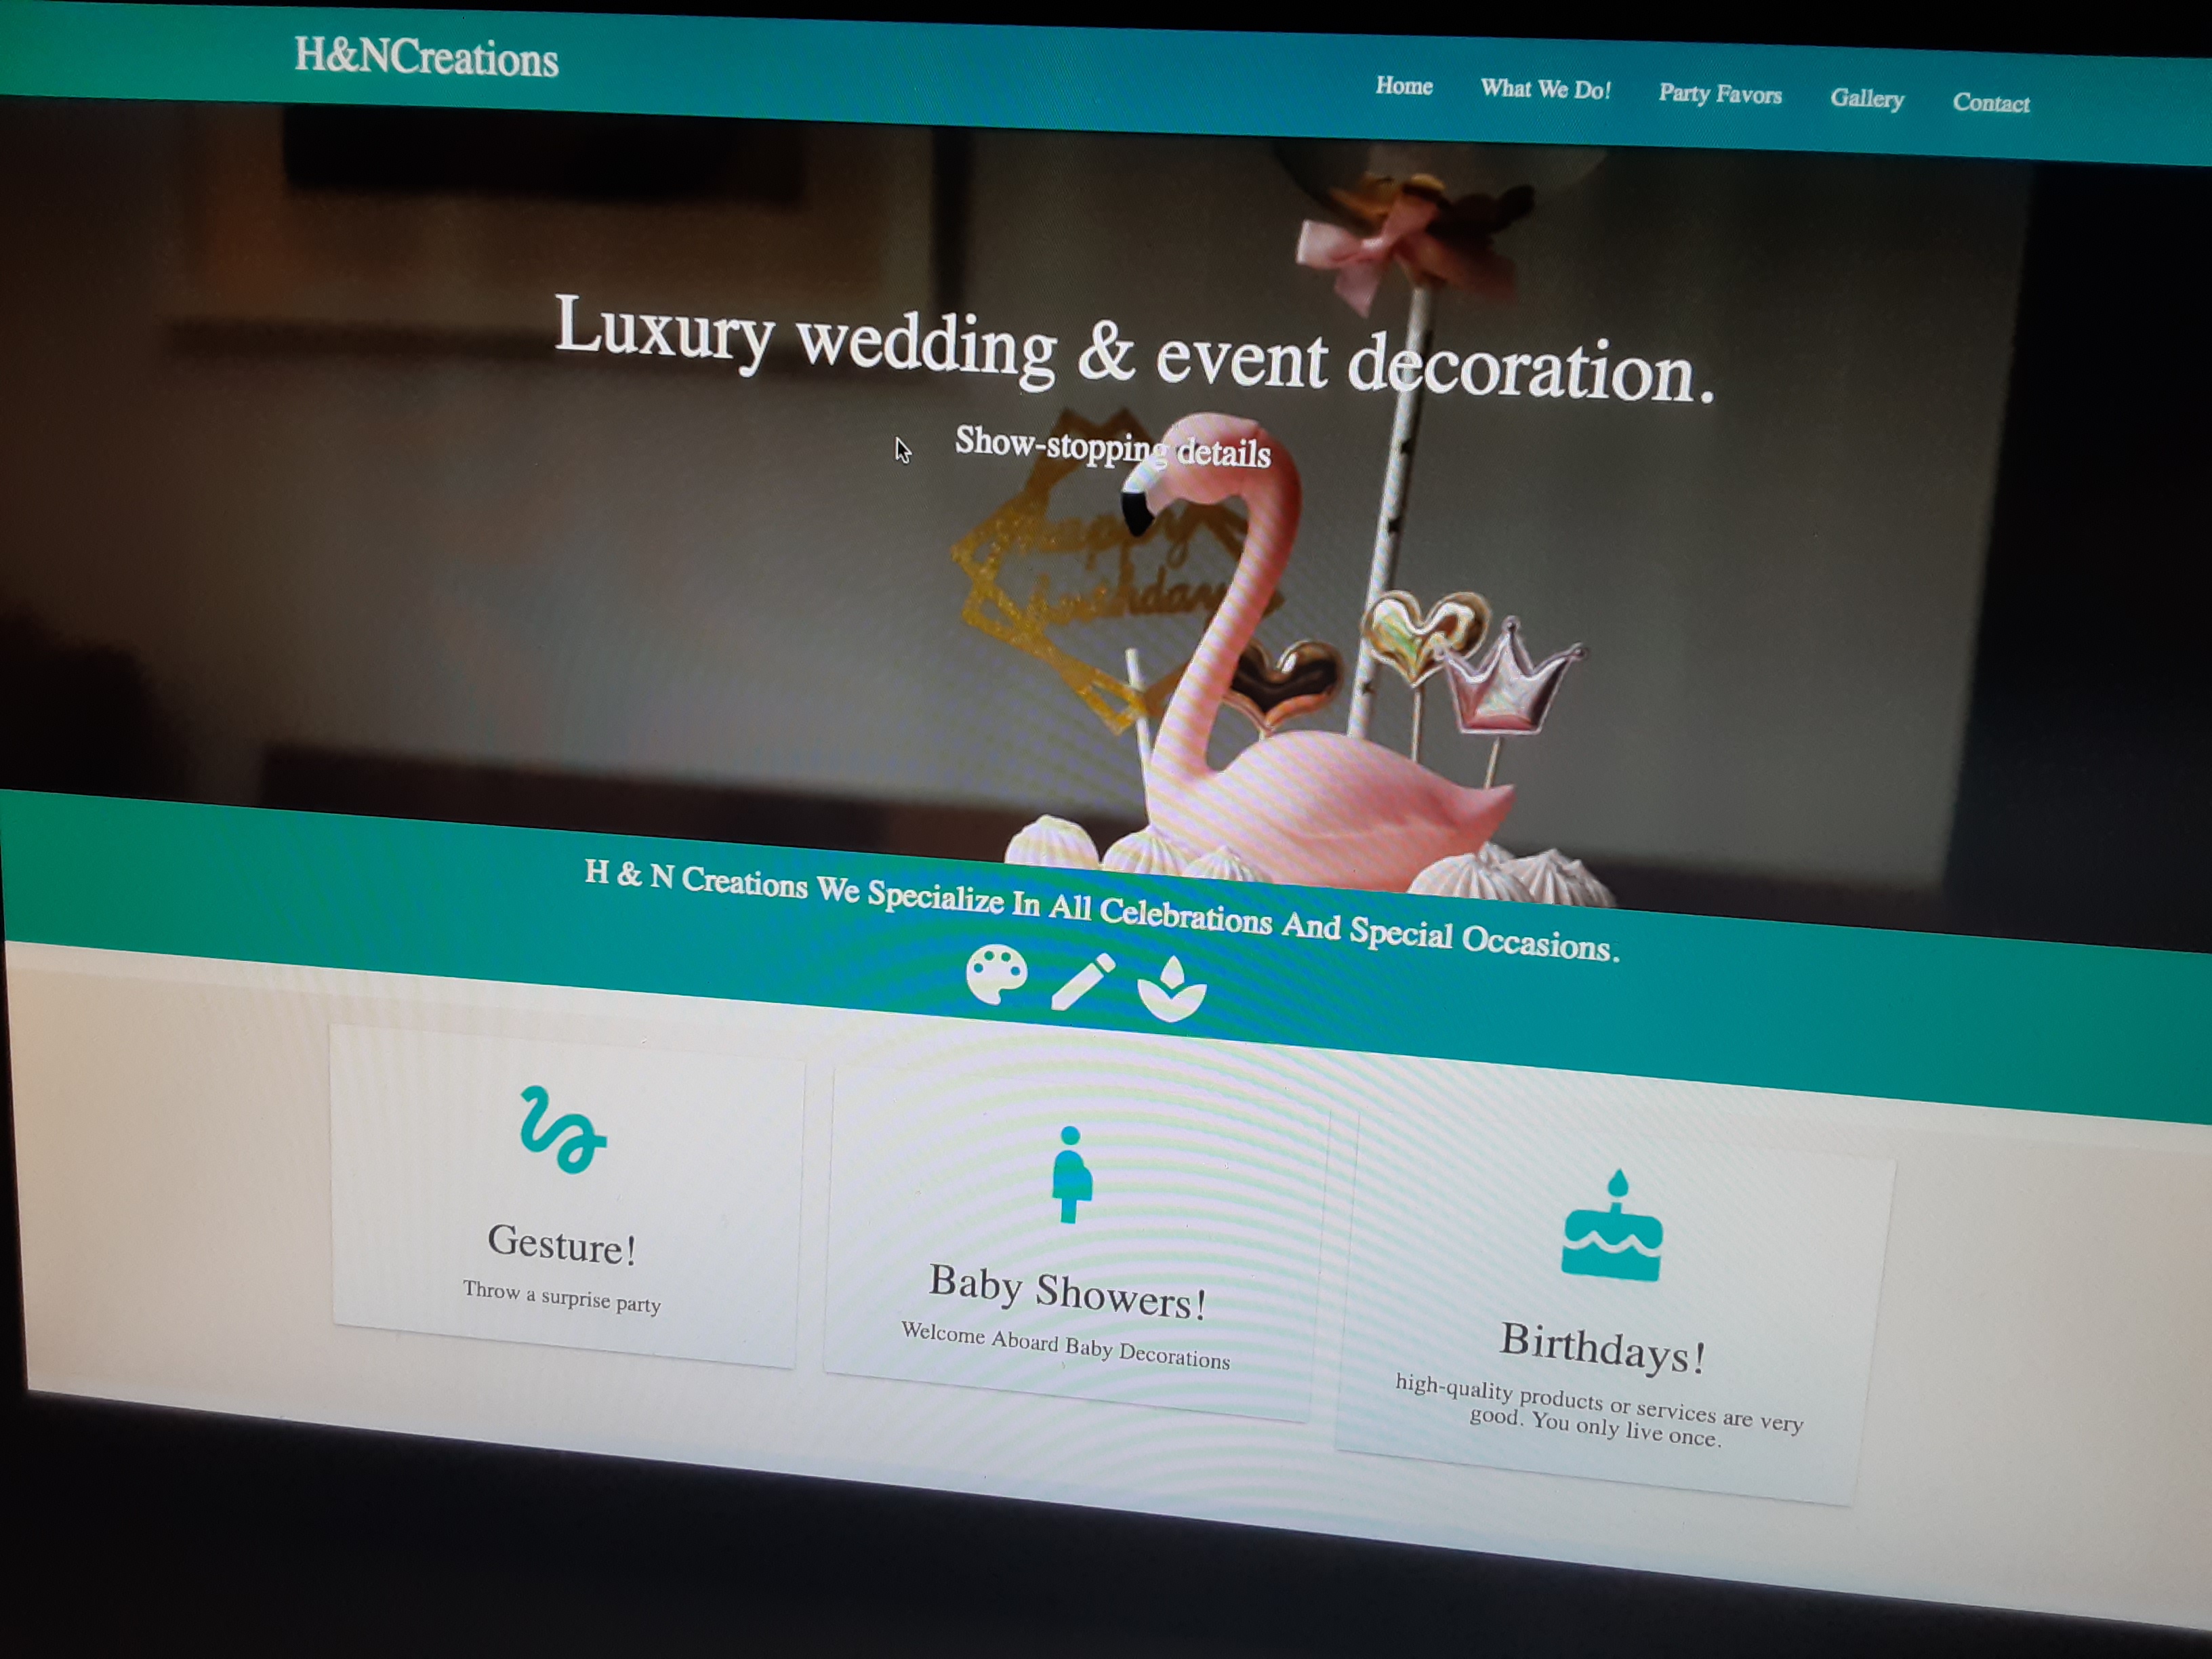 H&NCreations
Home What We Do! Party Favors Gallery Contact
Luxury wedding & event decoration.
Show-stopping details
Happy
birthday
H & N Creations We Specialize In All Celebrations And Special Occasions.
Gesture!
Throw a surprise party
Baby Showers!
Welcome Aboard Baby Decorations
Birthdays!
high-quality products or services are very
good. You only live once.